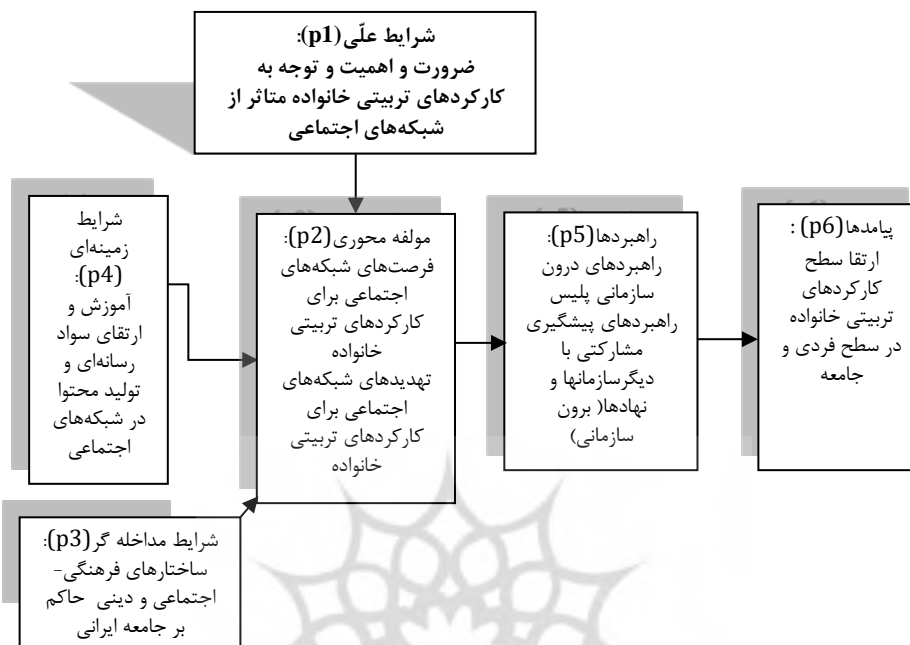 شرایط علّی(p1):
ضرورت و اهمیت و توجه به
کارکردهای تربیتی خانواده متاثر از
شبکه‌های اجتماعی
شرایط
زمینه‌ای
(p4):
آموزش و
ارتقای سواد
رسانه‌ای و
تولید محتوا
در شبکه‌های
اجتماعی
مولفه محوری(p2):
فرصت‌های شبکه‌های
اجتماعی برای
کارکردهای تربیتی
خانواده
تهدیدهای شبکه‌های
اجتماعی برای
کارکردهای تربیتی
خانواده
راهبردها(p5):
راهبردهای درون
سازمانی پلیس
راهبردهای پیشگیری
مشارکتی با
دیگرسازمانها و
نهادها( برون
سازمانی)
پیامدها(p6) :
ارتقا سطح
کارکردهای
تربیتی خانواده
در سطح فردی و
جامعه
شرایط مداخله گر(p3):
ساختارهای فرهنگی-
اجتماعی و دینی حاکم
بر جامعه ایرانی